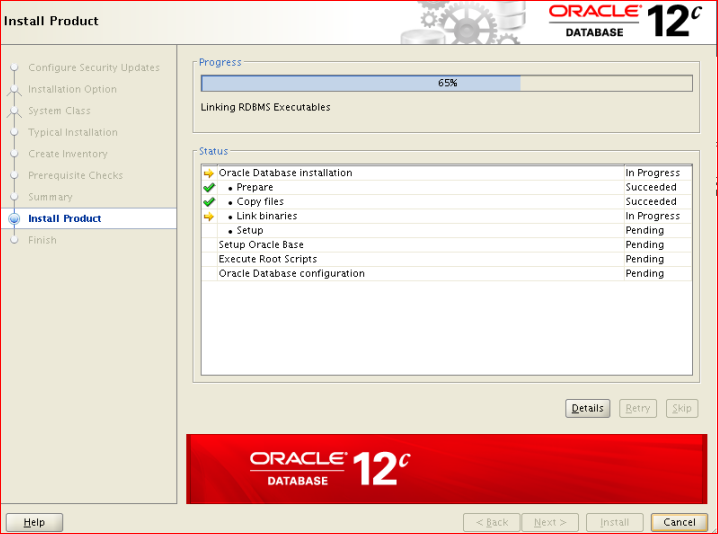 Install Product
ORACLE
DATABASE
12c
Configure Security Updates
Installation Option
System Class
Typical Installation
Create Inventory
Prerequisite Checks
Summary
Install Product
Finish
Progress
65%
Linking RDBMS Executables
Status
Oracle Database installation In Progress
• Prepare Succeeded
• Copy files Succeeded
• Link binaries In Progress
• Setup Pending
Setup Oracle Base Pending
Execute Root Scripts Pending
Oracle Database configuration Pending
Details Retry Skip
ORACLE
DATABASE
12c
Help < Back Next > Install Cancel